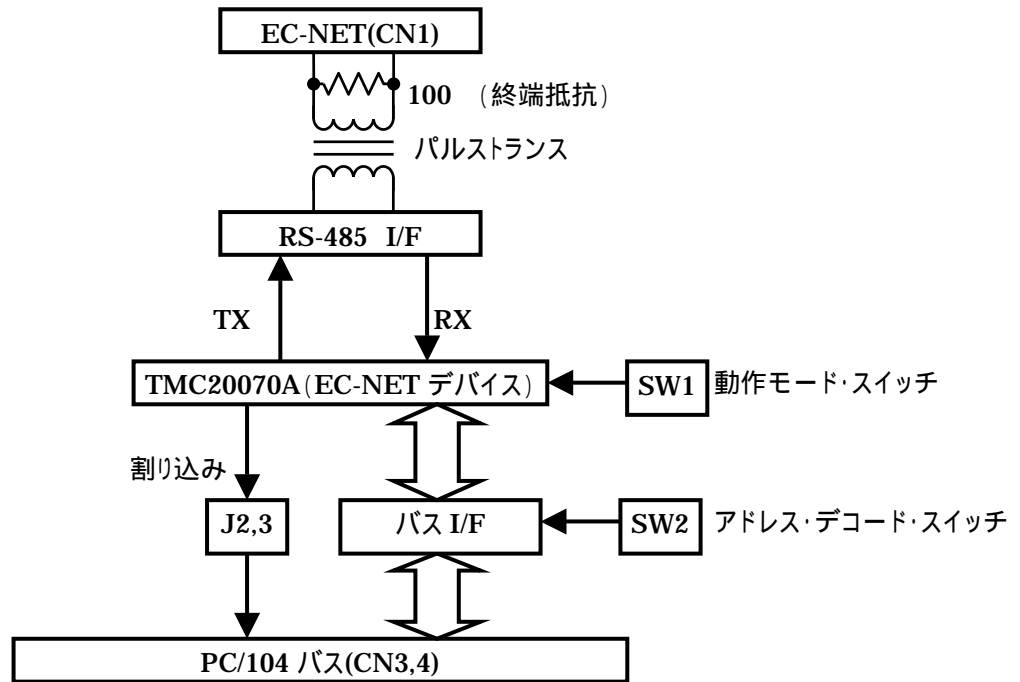 EC-NET(CN1)
100 (終端抵抗)
パルストランス
RS-485 I/F
TX
RX
TMC20070A(EC-NET デバイス)
SW1
動作モード・スイッチ
割り込み
J2,3
バス I/F
SW2
アドレス・デコード・スイッチ
PC/104 バス(CN3,4)